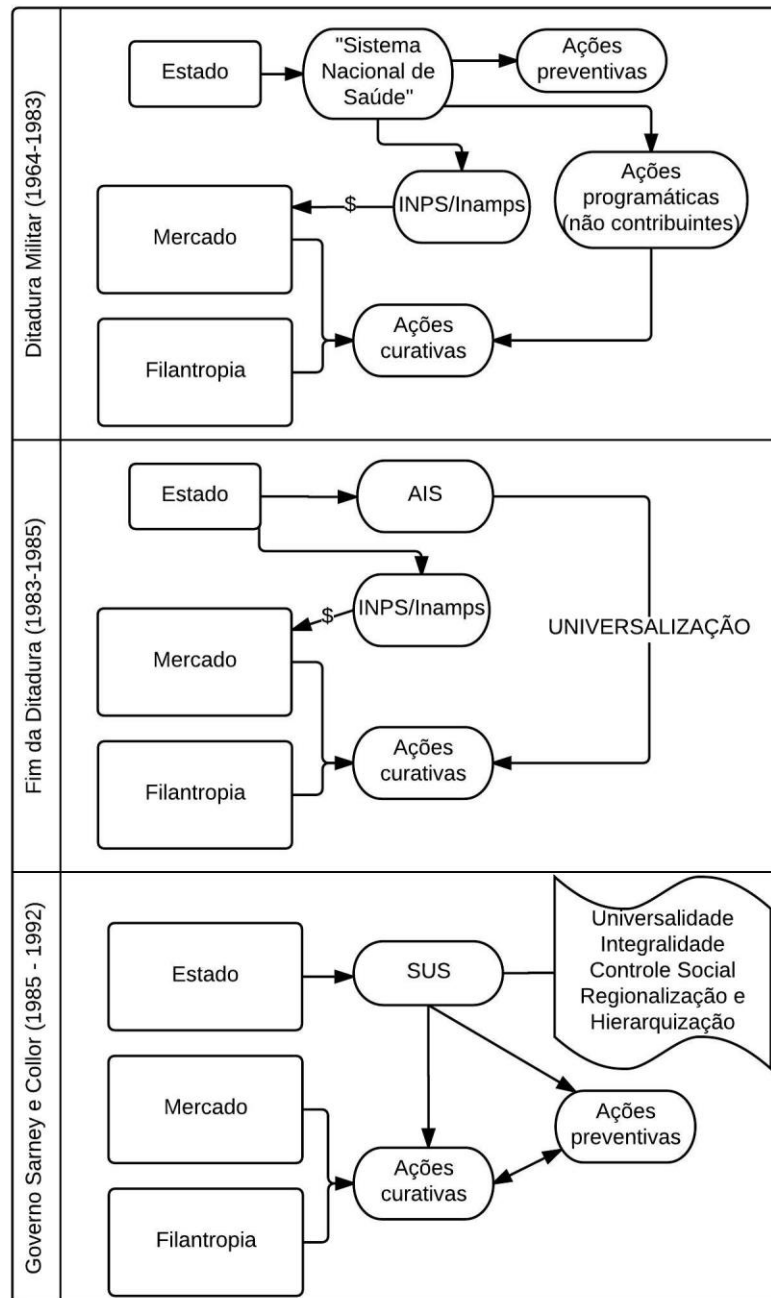 Ditadura Militar (1964-1983)
Estado
"Sistema
Nacional de
Saúde"
Ações
preventivas
Mercado
$
INPS/Inamps
Ações
programáticas
(não contribuintes)
Filantropia
Ações
curativas
Fim da Ditadura (1983-1985)
Estado
AIS
$
INPS/Inamps
UNIVERSALIZAÇÃO
Mercado
Filantropia
Ações
curativas
Governo Sarney e Collor (1985 - 1992)
Estado
SUS
Universalidade
Integralidade
Controle Social
Regionalização e
Hierarquização
Mercado
Ações
preventivas
Ações
curativas
Filantropia